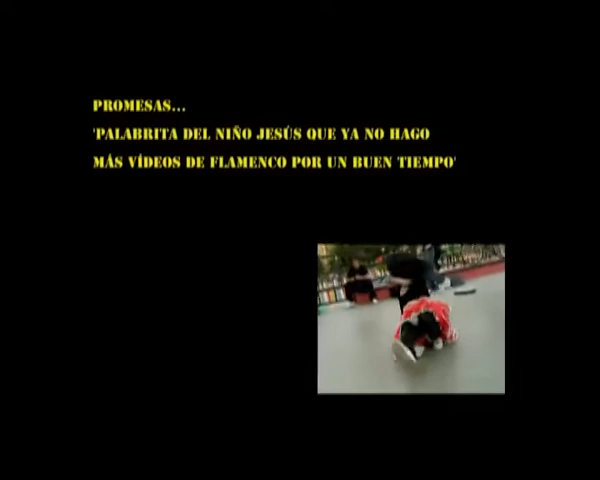 PROMESAS...
'PALABRITA DEL NIÑO JESÚS QUE YA NO HAGO
MÁS VÍDEOS DE FLAMENCO POR UN BUEN TIEMPO'